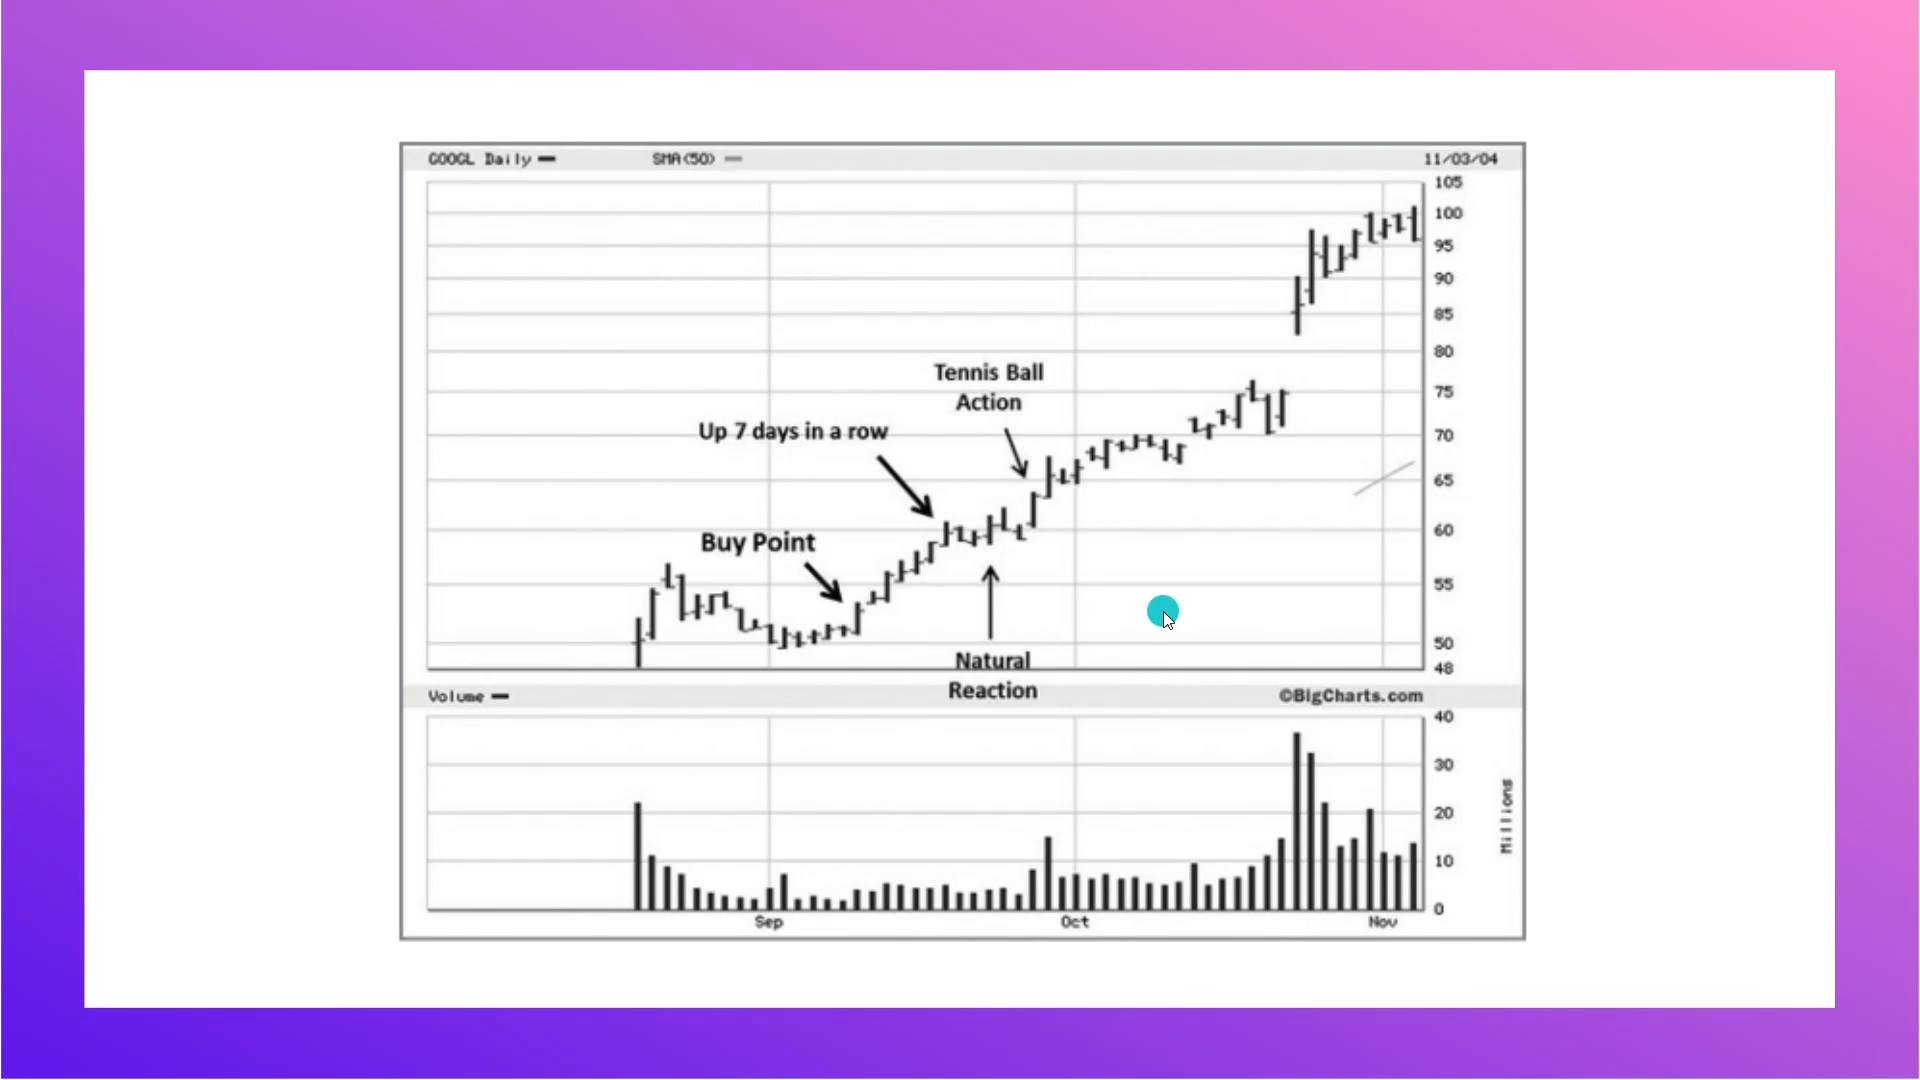 GOOGL Daily
SMA(50)
11/03/04
105
100
95
90
85
80
75
70
65
60
55
50
48
Tennis Ball
Action
Up 7 days in a row
Buy Point
Natural
Reaction
Volume
©BigCharts.com
40
30
20
10
0
Millions
Sep
Oct
Nov